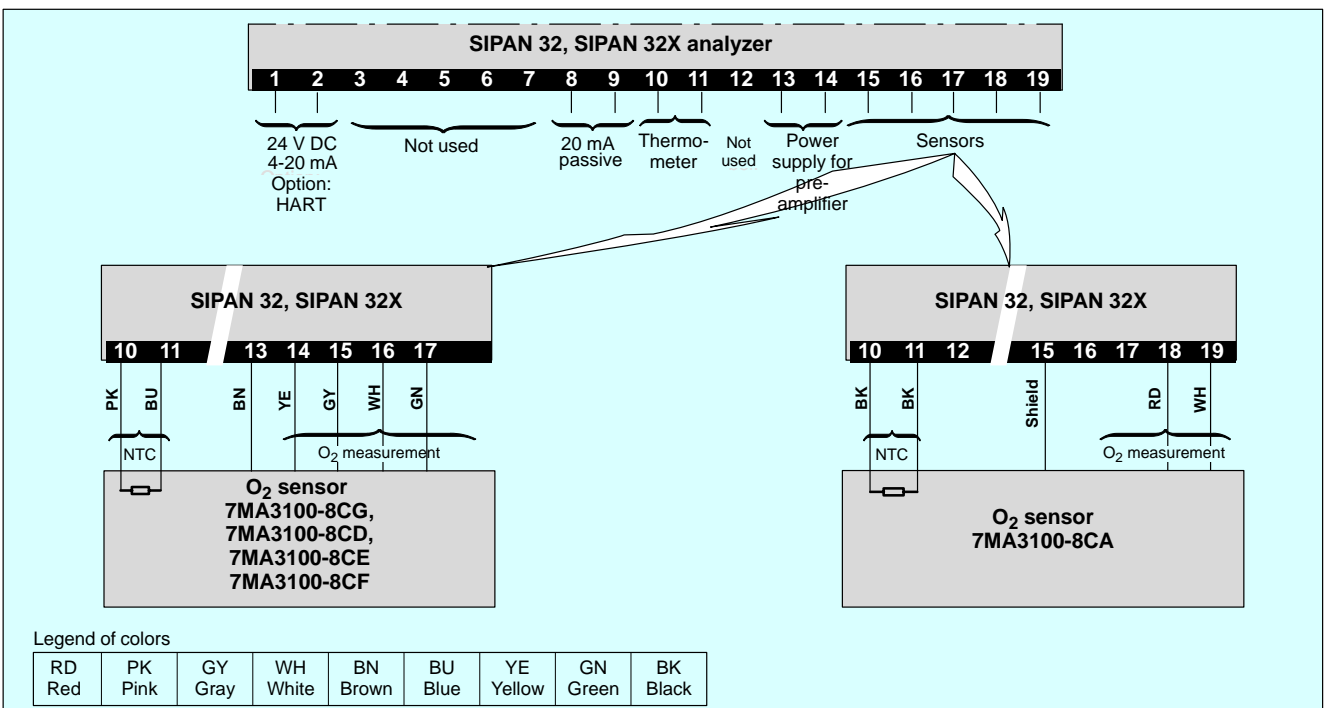 SIPAN 32, SIPAN 32X analyzer
1 2 3 4 5 6 7 8 9 10 11 12 13 14 15 16 17 18 19
24 V DC
4-20 mA
Option:
HART
Not used
20 mA
passive
Thermo-
meter
Not
used
Power
supply for
pre-
amplifier
Sensors
SIPAN 32, SIPAN 32X
10 11 13 14 15 16 17
PK BU BN YE GY WH GN
NTC
O2 measurement
O2 sensor
7MA3100-8CG,
7MA3100-8CD,
7MA3100-8CE
7MA3100-8CF
SIPAN 32, SIPAN 32X
10 11 12 15 16 17 18 19
BK BK Shield RD WH
NTC
O2 measurement
O2 sensor
7MA3100-8CA
Legend of colors
RD PK GY WH BN BU YE GN BK
Red Pink Gray White Brown Blue Yellow Green Black